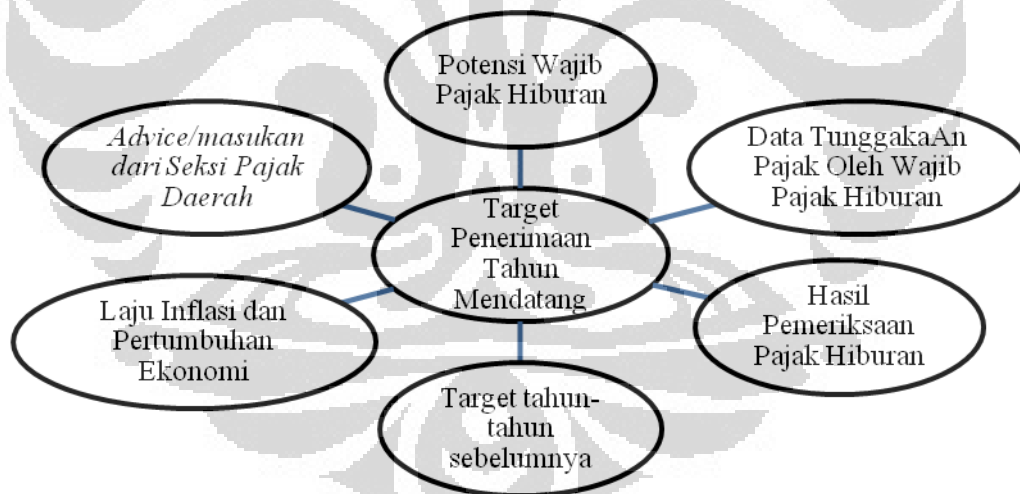 Potensi Wajib
Pajak Hiburan
Advice/masukan
dari Seksi Pajak
Daerah
Data TunggakaAn
Pajak Oleh Wajib
Pajak Hiburan
Target
Penerimaan
Tahun
Mendatang
Laju Inflasi dan
Pertumbuhan
Ekonomi
Hasil
Pemeriksaan
Pajak Hiburan
Target tahun-
tahun
sebelumnya